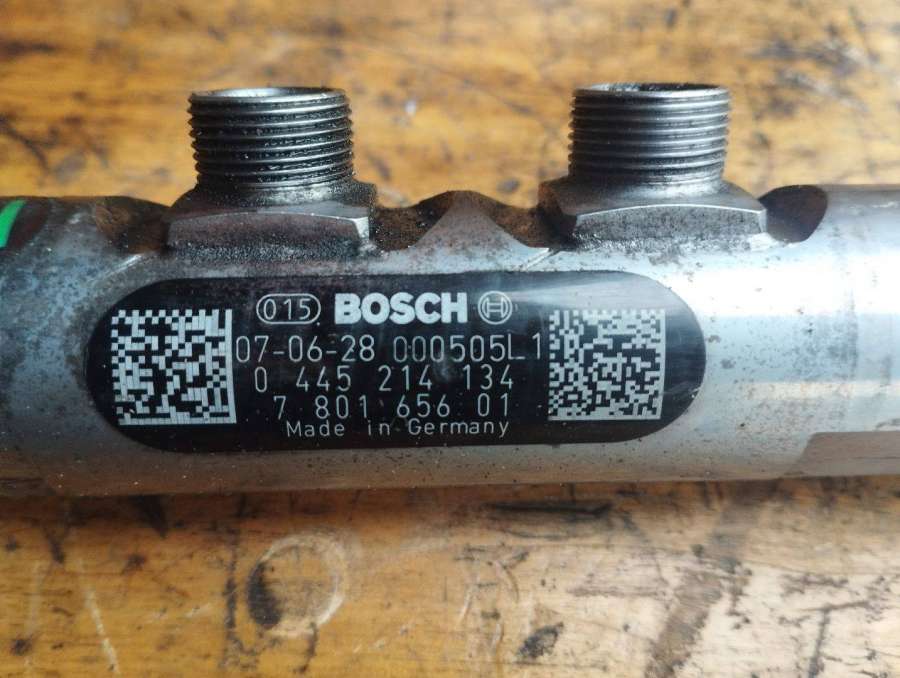 015 BOSCH
07-06-28 000505L1
0 445 214 134
7 801 656 01
Made in Germany